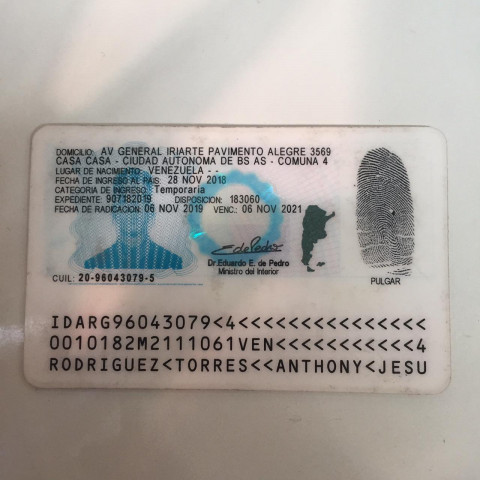 DOMICILIO: AV GENERAL IRIARTE PAVIMENTO ALEGRE 3569
CASA CASA - CIUDAD AUTONOMA DE BS AS - COMUNA 4
LUGAR DE NACIMIENTO: VENEZUELA - -
FECHA DE INGRESO AL PAIS: 28 NOV 2018
CATEGORIA DE INGRESO: Temporaria
EXPEDIENTE: 907182019 DISPOSICION: 183060
FECHA DE RADICACION: 06 NOV 2019 VENC.: 06 NOV 2021
Dr. Eduardo E. de Pedro
Ministro del Interior
CUIL: 20-96043079-5
PULGAR
IDARG96043079<4<<<<<<<<<<<<<<<
0010182M2111061VEN<<<<<<<<<<<4
RODRIGUEZ<TORRES<<ANTHONY<JESU